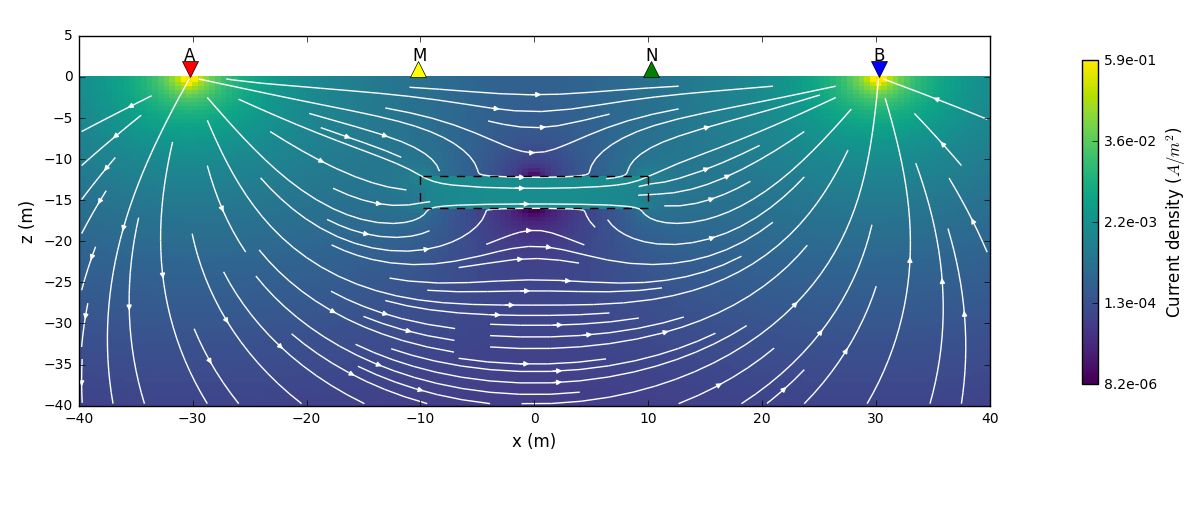 A M N B
5
0
−5
−10
−15
−20
−25
−30
−35
−40
z (m)
−40 −30 −20 −10 0 10 20 30 40
x (m)
5.9e-01
3.6e-02
2.2e-03
1.3e-04
8.2e-06
Current density (A/m²)